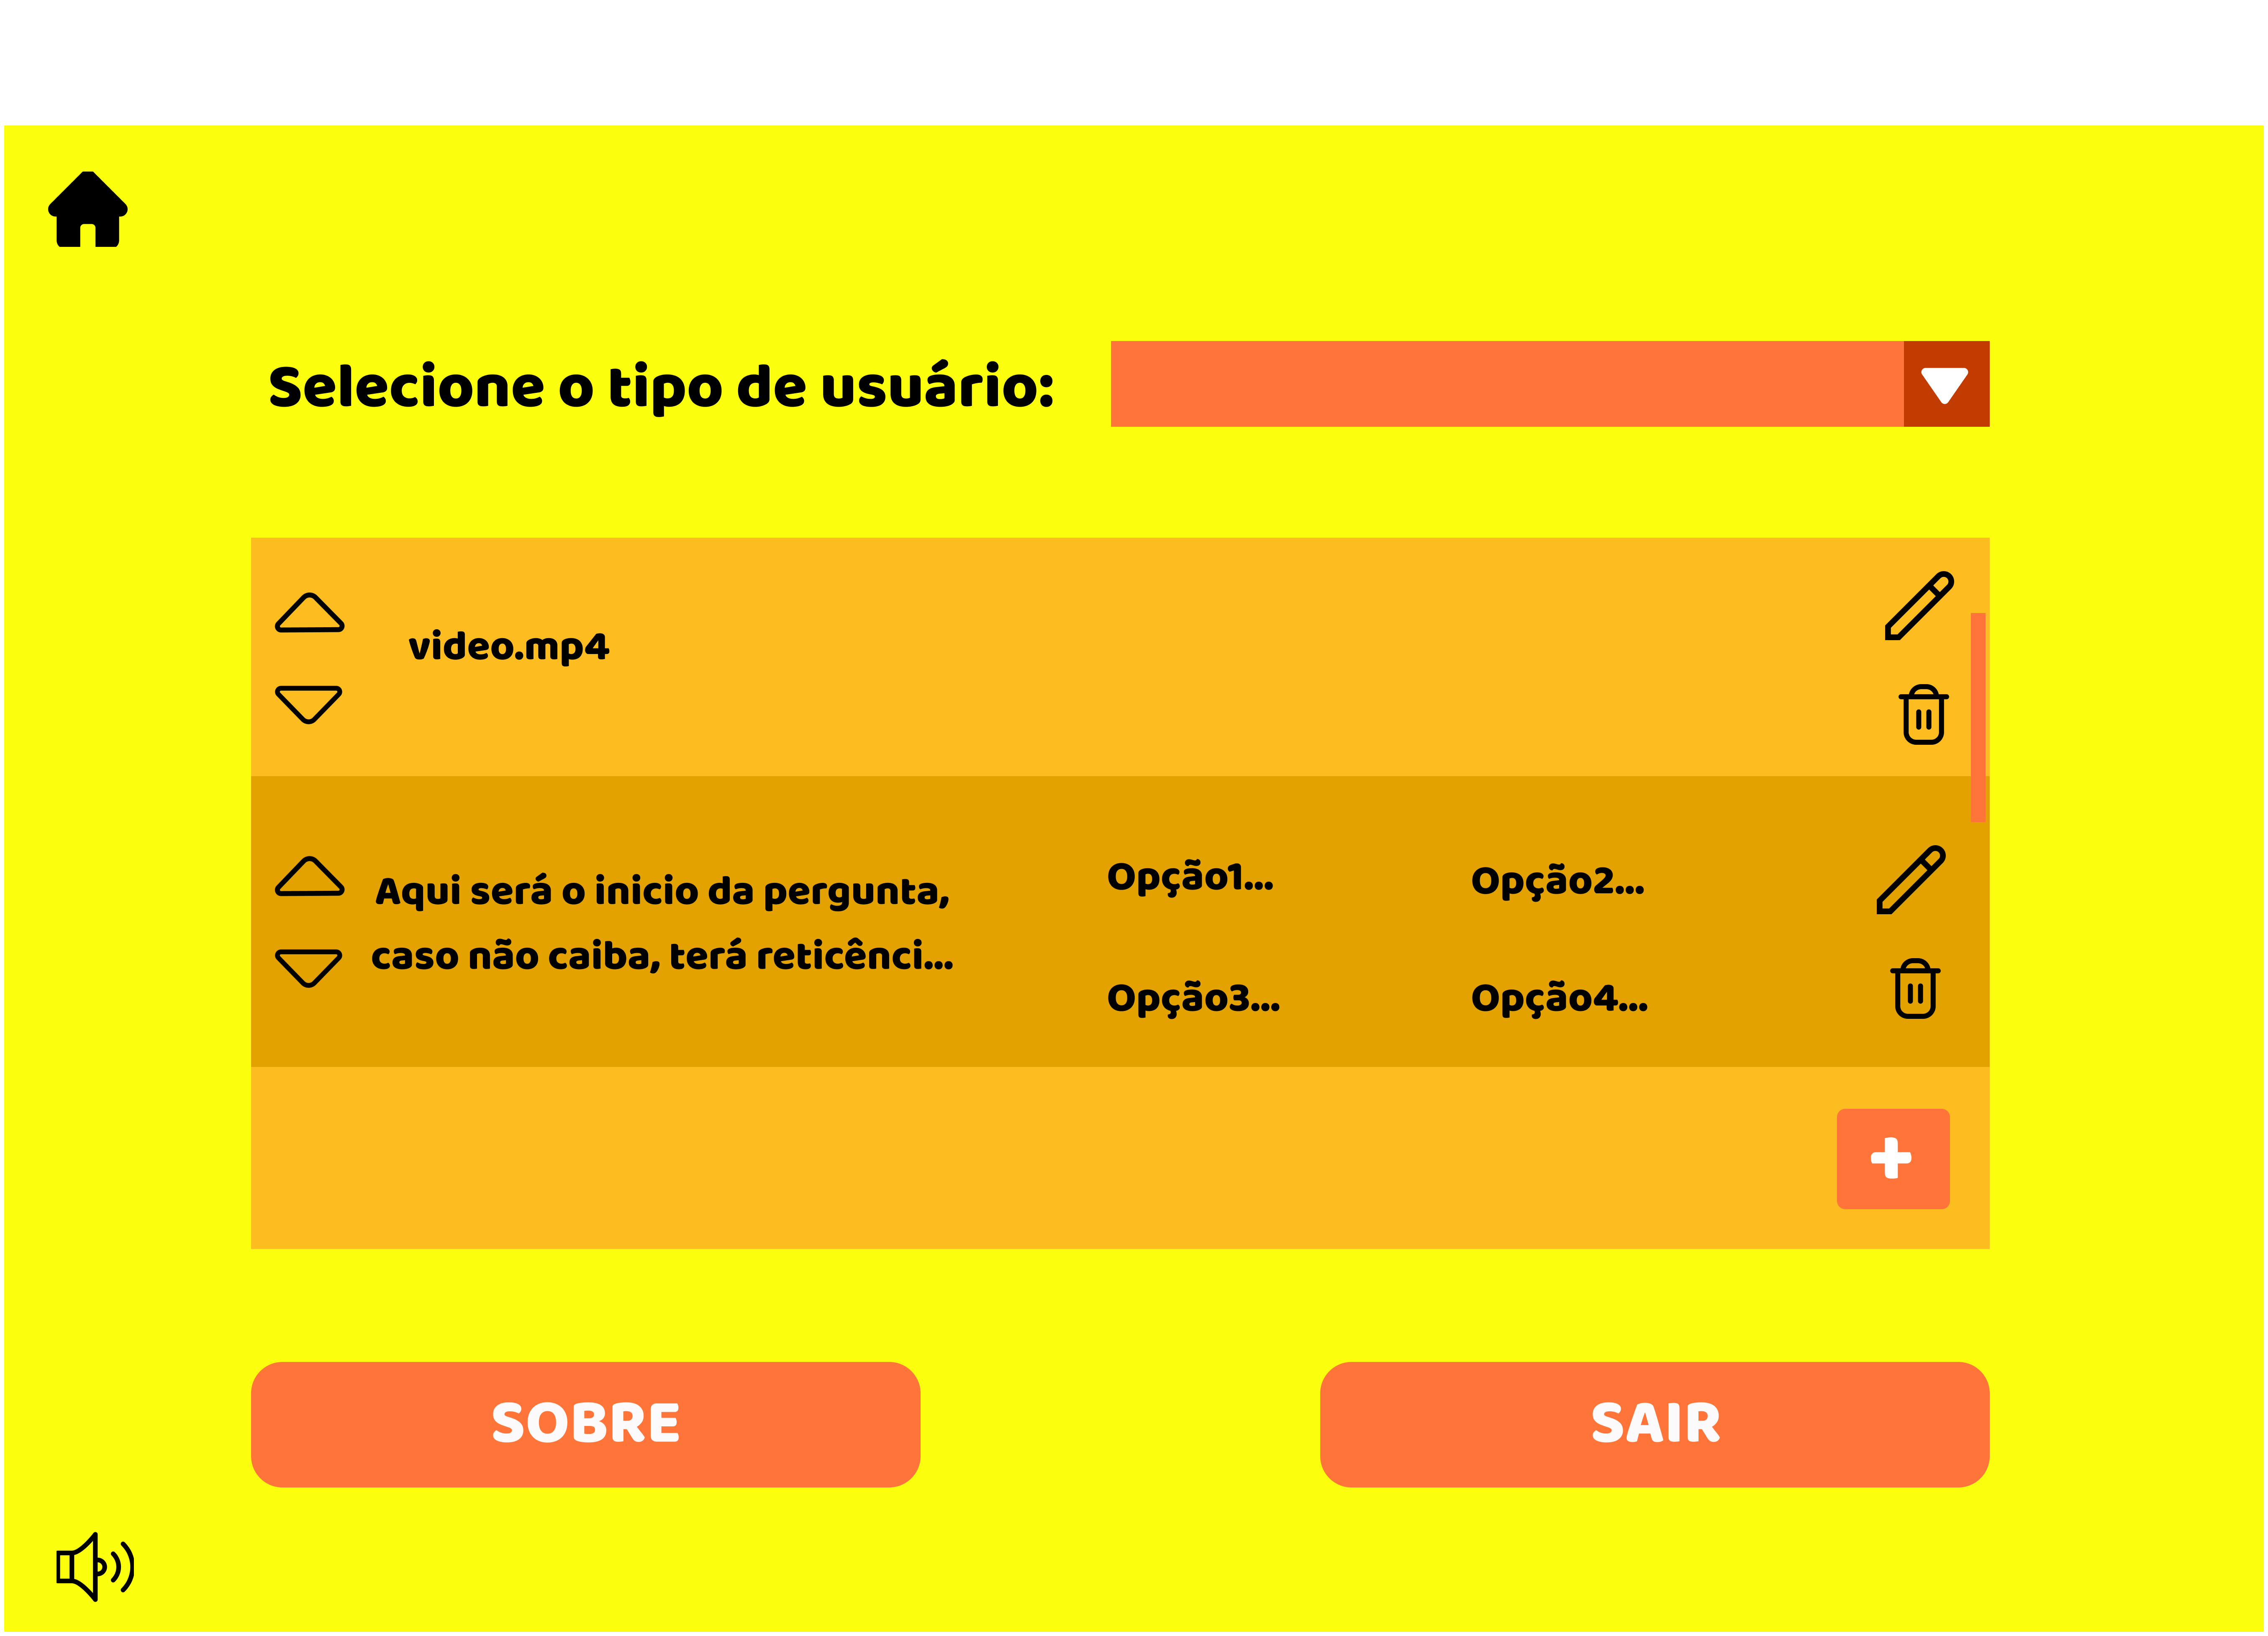 Selecione o tipo de usuário:
video.mp4
Aqui será o inicio da pergunta,
caso não caiba, terá reticênci...
Opção1...
Opção2...
Opção3...
Opção4...
+
SOBRE
SAIR